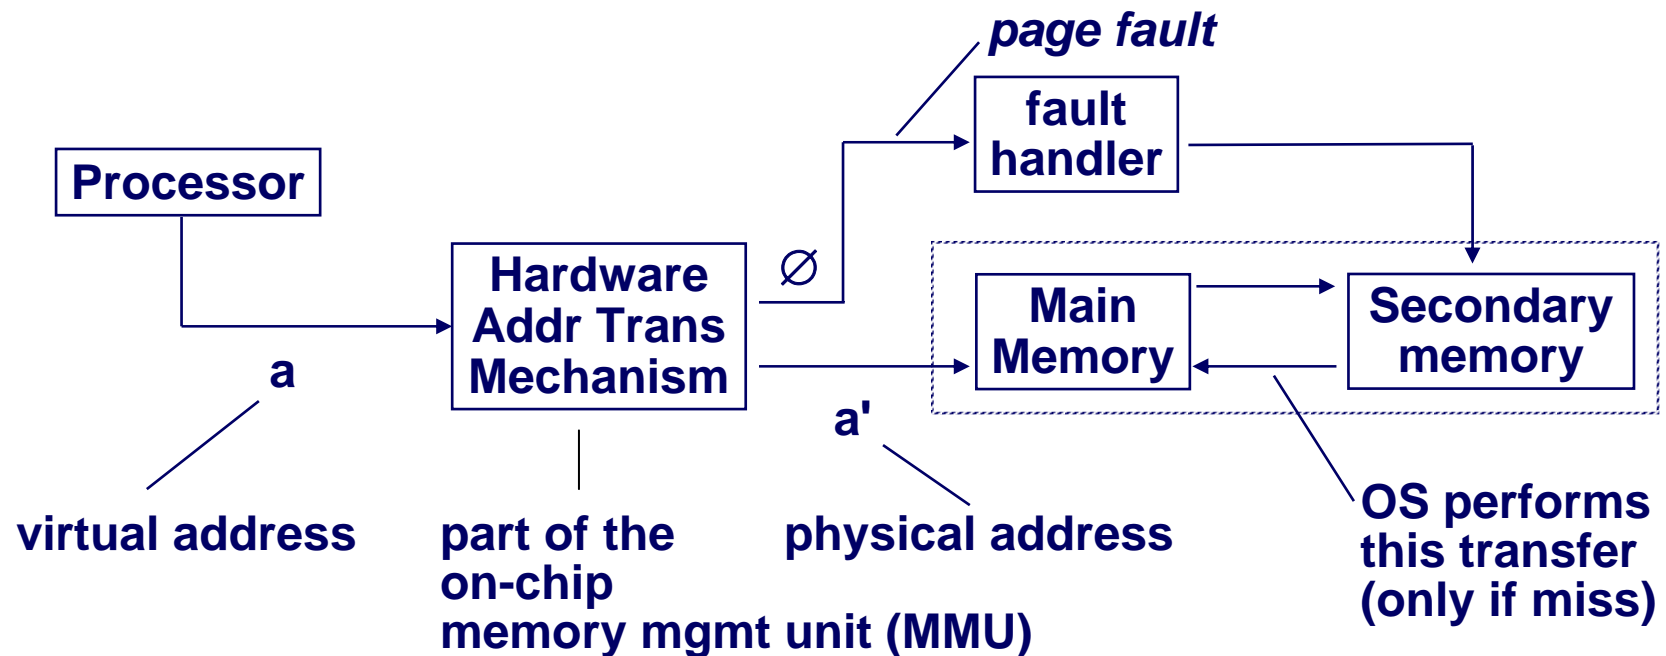 page fault
fault
handler
Processor
Hardware
Addr Trans
Mechanism
∅
Main
Memory
Secondary
memory
a
a'
virtual address
part of the
on-chip
memory mgmt unit (MMU)
physical address
OS performs
this transfer
(only if miss)